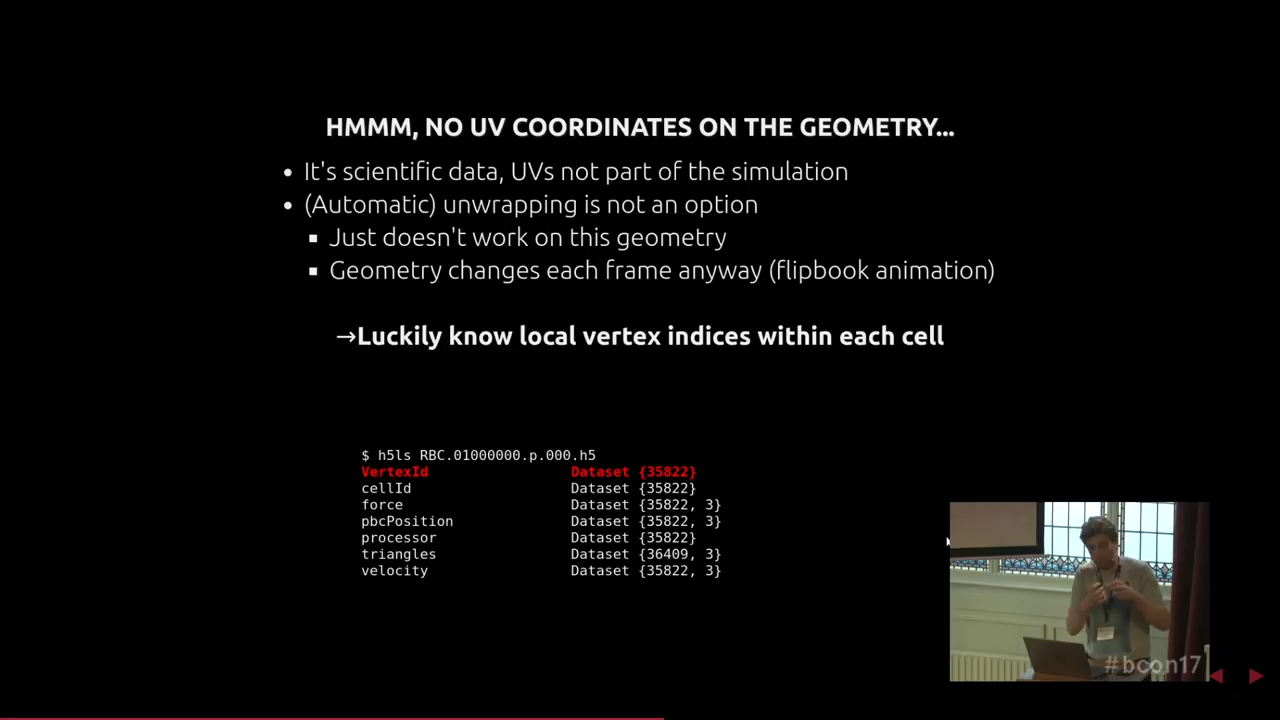 HMMM, NO UV COORDINATES ON THE GEOMETRY...
• It's scientific data, UVs not part of the simulation
• (Automatic) unwrapping is not an option
▪ Just doesn't work on this geometry
▪ Geometry changes each frame anyway (flipbook animation)
→Luckily know local vertex indices within each cell
$ h5ls RBC.01000000.p.000.h5
VertexId Dataset {35822}
cellId Dataset {35822}
force Dataset {35822, 3}
pbcPosition Dataset {35822, 3}
processor Dataset {35822}
triangles Dataset {36409, 3}
velocity Dataset {35822, 3}
#bcon17